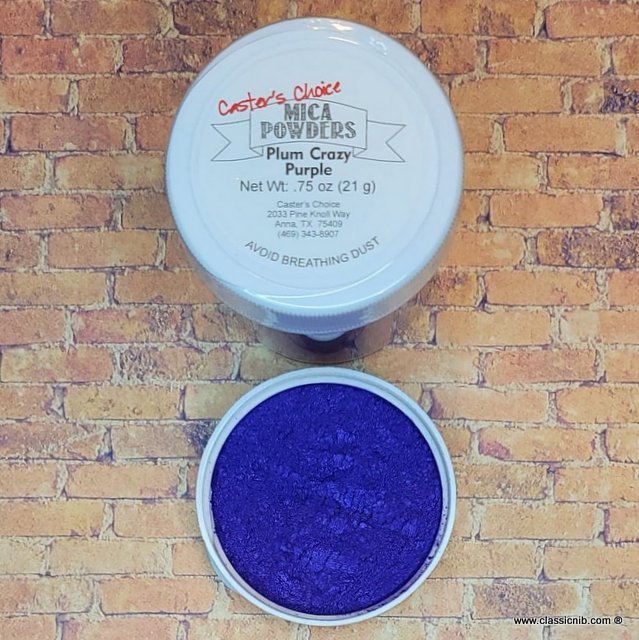 Caster's Choice
MICA
POWDERS
Plum Crazy
Purple
Net Wt: .75 oz (21 g)
Caster's Choice
2033 Pine Knoll Way
Anna, TX 75409
(469) 343-8907
AVOID BREATHING DUST
www.classicnib.com ®